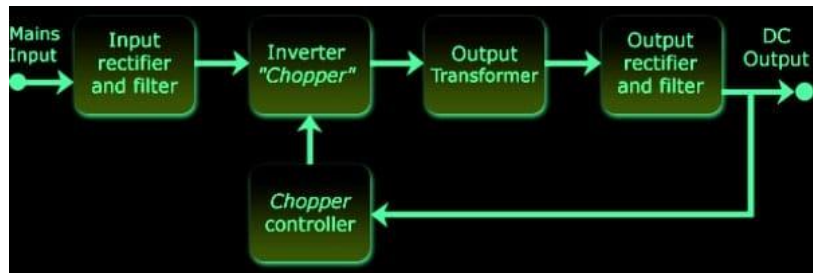 Mains
Input
Input
rectifier
and filter
Inverter
"Chopper"
Output
Transformer
Output
rectifier
and filter
DC
Output
Chopper
controller